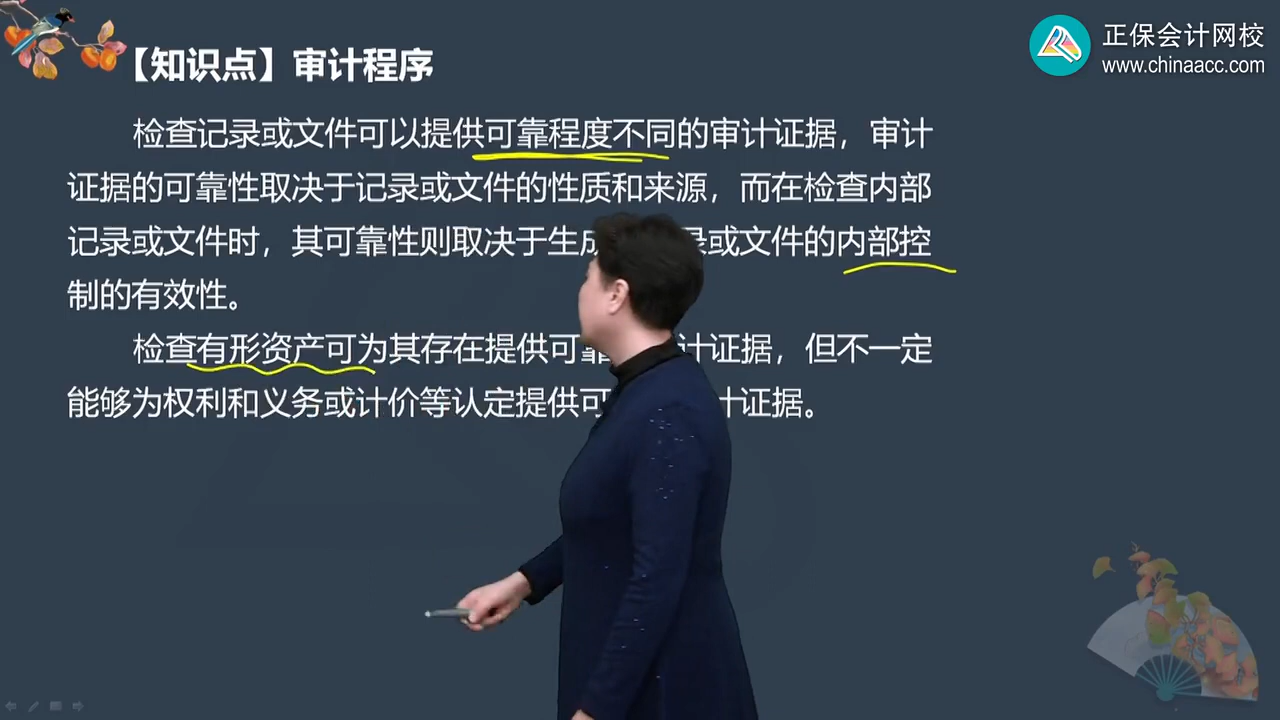 【知识点】审计程序
正保会计网校
www.chinaacc.com
检查记录或文件可以提供可靠程度不同的审计证据，审计
证据的可靠性取决于记录或文件的性质和来源，而在检查内部
记录或文件时，其可靠性则取决于生成 录或文件的内部控
制的有效性。
检查有形资产可为其存在提供可靠 计证据，但不一定
能够为权利和义务或计价等认定提供可 计证据。